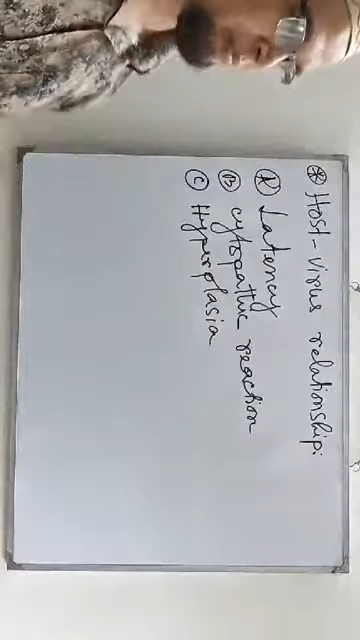 * Host-virus relationship:
A Latency
B cytopathic reaction
C Hyperplasia